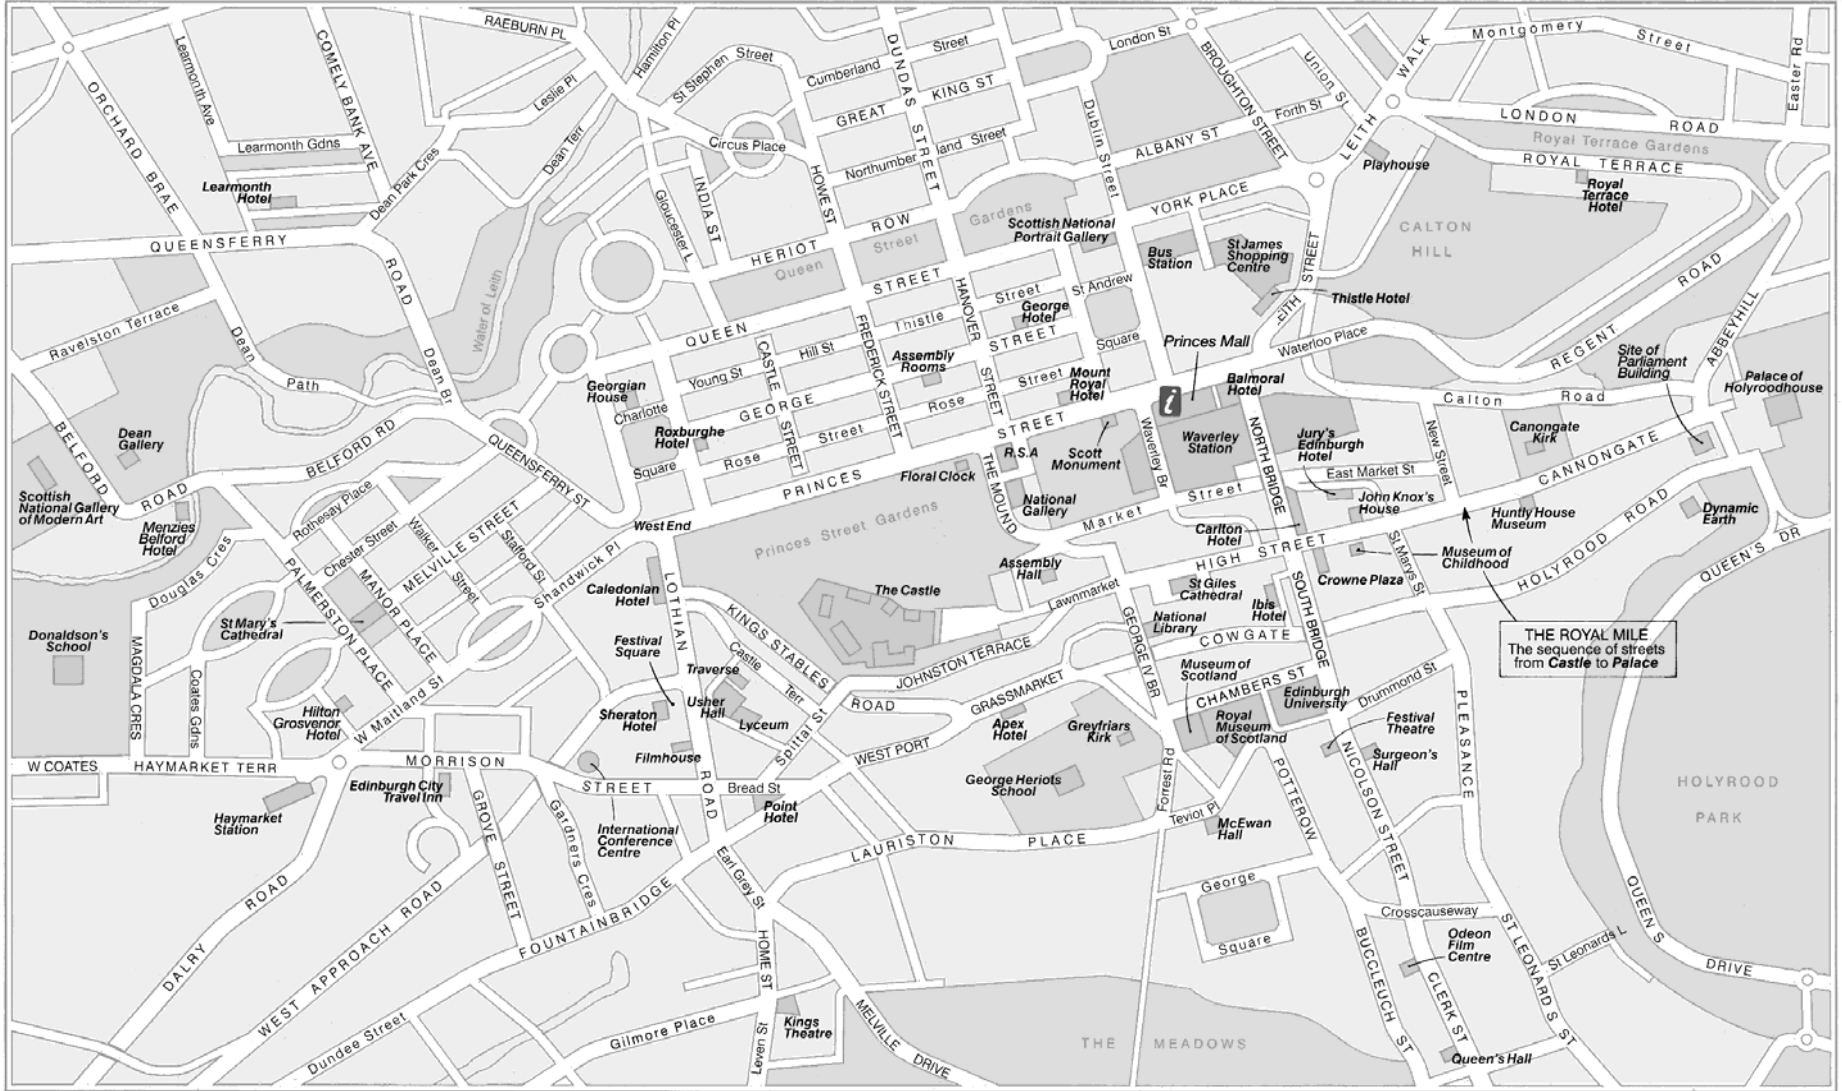 RAEBURN PL
Hamilton Pl
St Stephen Street
Cumberland Street
DUNDAS STREET
GREAT KING ST
London St
BROUGHTON STREET
Union St
LEITH WALK
Montgomery Street
Easter Rd
ORCHARD BRAE
Learmonth Ave
COMELY BANK AVE
Leslie Pl
Learmonth Gdns
Dean Park Cres
Dean Terr
Circus Place
Northumber land Street
Dublin Street
ALBANY ST
Forth St
LONDON ROAD
Royal Terrace Gardens
ROYAL TERRACE
Playhouse
Learmonth
Hotel
Royal
Terrace
Hotel
QUEENSFERRY ROAD
Gloucester L
INDIA ST
HOWE ST
HERIOT ROW
Queen Street Gardens
Scottish National
Portrait Gallery
YORK PLACE
Bus
Station
St James
Shopping
Centre
LEITH STREET
CALTON
HILL
Thistle Hotel
REGENT ROAD
ABBEYHILL
Ravelston Terrace
Dean Path
Water of Leith
Dean Br
QUEEN STREET
Thistle Street
HANOVER STREET
George
Hotel
St Andrew
Square
Princes Mall
Waterloo Place
Site of
Parliament
Building
Palace of
Holyroodhouse
Georgian
House
Young St
Hill St
CASTLE STREET
FREDERICK STREET
Assembly
Rooms
GEORGE STREET
Mount
Royal
Hotel
Balmoral
Hotel
Calton Road
Charlotte
Square
Roxburghe
Hotel
Rose Street
Rose Street
i
BELFORD ROAD
Dean
Gallery
BELFORD RD
QUEENSFERRY ST
PRINCES STREET
Floral Clock
THE MOUND
R.S.A
Scott
Monument
Waverley Br
Waverley
Station
NORTH BRIDGE
Jury's
Edinburgh
Hotel
New Street
Canongate
Kirk
CANNONGATE
Scottish
National Gallery
of Modern Art
Menzies
Belford
Hotel
Rothesay Place
Chester Street
Walker Street
MELVILLE STREET
Stafford St
West End
Princes Street Gardens
National
Gallery
Market Street
East Market St
John Knox's
House
Huntly House
Museum
Dynamic
Earth
Douglas Cres
PALMERSTON PLACE
MANOR PLACE
Shandwick Pl
Carlton
Hotel
HIGH STREET
St Marys St
Museum of
Childhood
HOLYROOD ROAD
QUEEN'S DR
Caledonian
Hotel
LOTHIAN ROAD
KINGS STABLES ROAD
The Castle
Assembly
Hall
Lawnmarket
St Giles
Cathedral
Ibis
Hotel
Crowne Plaza
SOUTH BRIDGE
St Mary's
Cathedral
Donaldson's
School
MAGDALA CRES
Coates Gdns
Festival
Square
Castle Terr
Traverse
JOHNSTON TERRACE
GEORGE IV BR
National
Library
COWGATE
THE ROYAL MILE
The sequence of streets
from Castle to Palace
Hilton
Grosvenor
Hotel
W Maitland St
Sheraton
Hotel
Usher
Hall
Lyceum
Spittal St
GRASSMARKET
Museum of
Scotland
CHAMBERS ST
Edinburgh
University
Drummond St
PLEASANCE
Filmhouse
WEST PORT
Apex
Hotel
Greyfriars
Kirk
Royal
Museum
of Scotland
Festival
Theatre
Surgeon's
Hall
W COATES
HAYMARKET TERR
MORRISON STREET
Edinburgh City
Travel Inn
Haymarket
Station
GROVE STREET
Gardners Cres
International
Conference
Centre
Bread St
Point
Hotel
George Heriots
School
Forrest Rd
Teviot Pl
McEwan
Hall
POTTERROW
NICOLSON STREET
HOLYROOD
PARK
LAURISTON PLACE
Earl Grey St
DALRY ROAD
WEST APPROACH ROAD
FOUNTAINBRIDGE
George
Square
Crosscauseway
QUEEN'S DRIVE
HOME ST
Odeon
Film
Centre
BUCCLEUCH ST
CLERK ST
ST LEONARD'S ST
St Leonards L
Dundee Street
Gilmore Place
Leven St
Kings
Theatre
MELVILLE DRIVE
THE MEADOWS
Queen's Hall